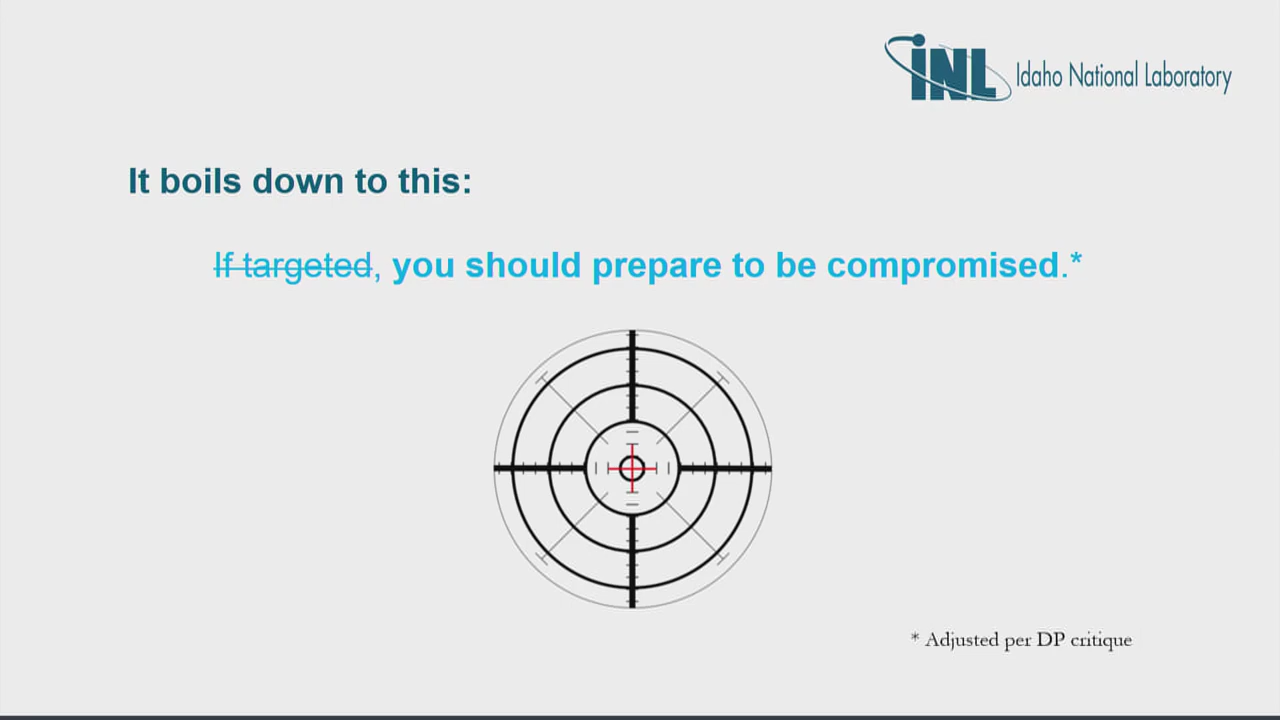 INL Idaho National Laboratory
It boils down to this:
If targeted, you should prepare to be compromised.*
* Adjusted per DP critique